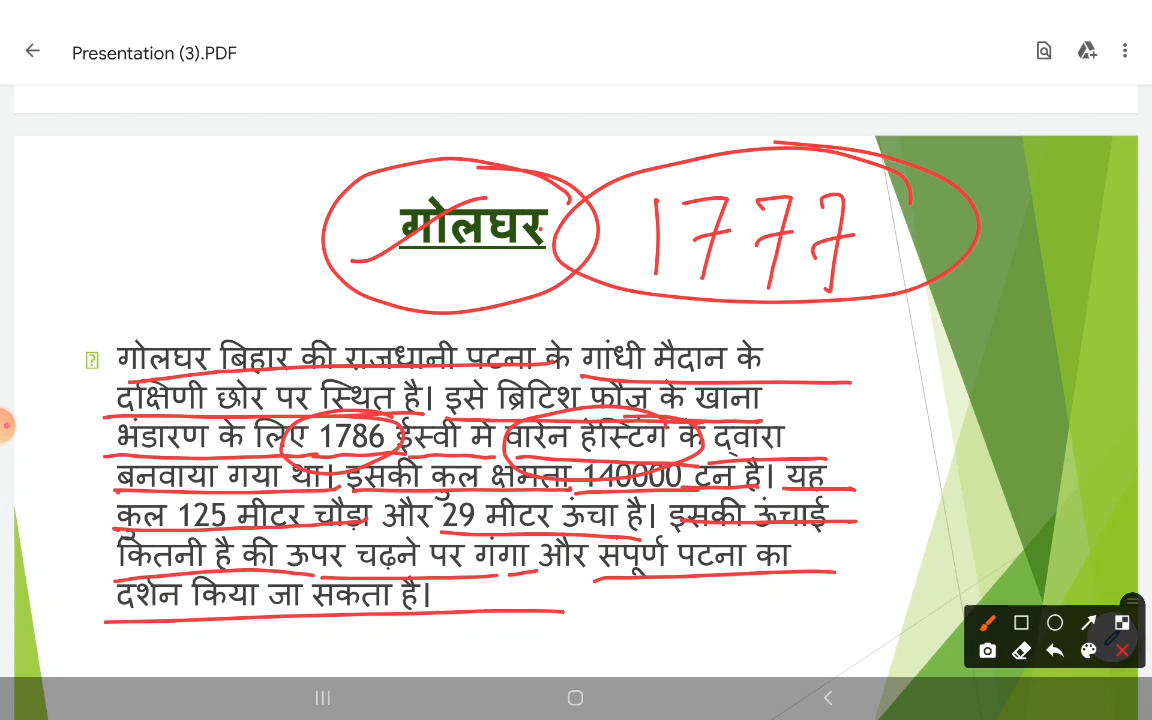 Presentation (3).PDF
गोलघर 1777
गोलघर बिहार की राजधानी पटना के गांधी मैदान के
दक्षिणी छोर पर स्थित है। इसे ब्रिटिश फौज के खाना
भंडारण के लिए 1786 ईस्वी में वारेन हेस्टिंग के द्वारा
बनवाया गया था। इसकी कुल क्षमता 140000 टन है। यह
कुल 125 मीटर चौड़ा और 29 मीटर ऊंचा है। इसकी ऊंचाई
कितनी है की ऊपर चढ़ने पर गंगा और संपूर्ण पटना का
दर्शन किया जा सकता है।